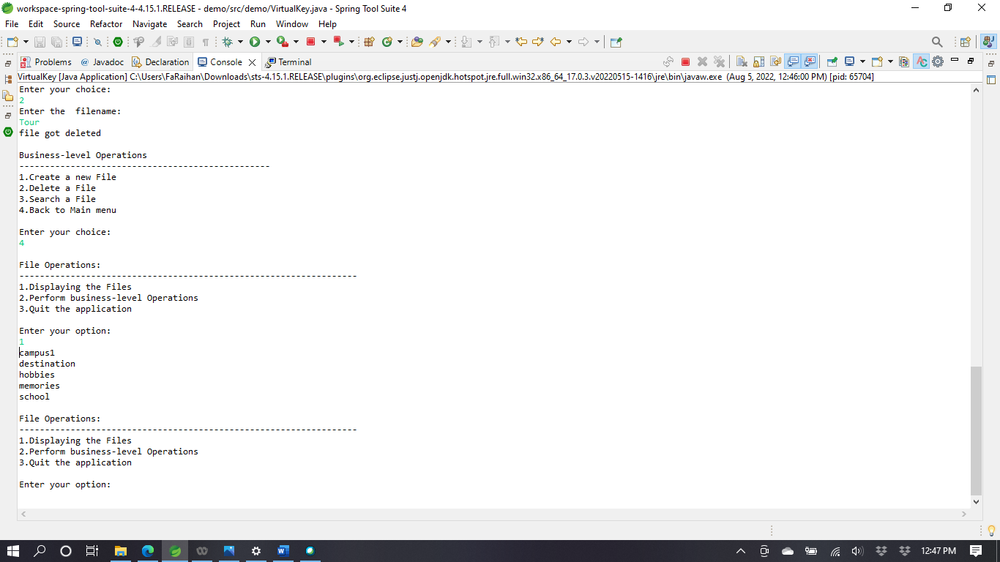 workspace-spring-tool-suite-4-4.15.1.RELEASE - demo/src/demo/VirtualKey.java - Spring Tool Suite 4
File Edit Source Refactor Navigate Search Project Run Window Help
Problems @ Javadoc Declaration Console Terminal
VirtualKey [Java Application] C:\Users\FaRaihan\Downloads\sts-4.15.1.RELEASE\plugins\org.eclipse.justj.openjdk.hotspot.jre.full.win32.x86_64_17.0.3.v20220515-1416\jre\bin\javaw.exe (Aug 5, 2022, 12:46:00 PM) [pid: 65704]
Enter your choice:
2
Enter the  filename:
Tour
file got deleted
Business-level Operations
-------------------------------------------------
1.Create a new File
2.Delete a File
3.Search a File
4.Back to Main menu
Enter your choice:
4
File Operations:
------------------------------------------------------------------
1.Displaying the Files
2.Perform business-level Operations
3.Quit the application
Enter your option:
1
campus1
destination
hobbies
memories
school
File Operations:
------------------------------------------------------------------
1.Displaying the Files
2.Perform business-level Operations
3.Quit the application
Enter your option:
12:47 PM